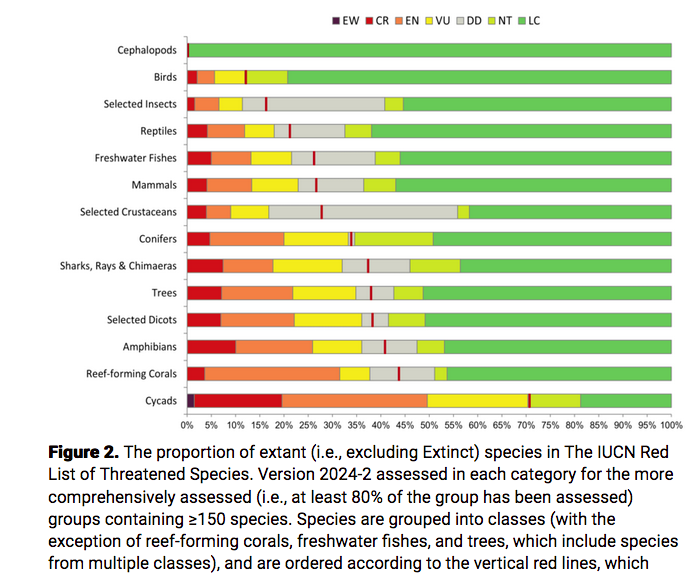 EW CR EN VU DD NT LC
Cephalopods
Birds
Selected Insects
Reptiles
Freshwater Fishes
Mammals
Selected Crustaceans
Conifers
Sharks, Rays & Chimaeras
Trees
Selected Dicots
Amphibians
Reef-forming Corals
Cycads
0% 5% 10% 15% 20% 25% 30% 35% 40% 45% 50% 55% 60% 65% 70% 75% 80% 85% 90% 95% 100%
Figure 2. The proportion of extant (i.e., excluding Extinct) species in The IUCN Red
List of Threatened Species. Version 2024-2 assessed in each category for the more
comprehensively assessed (i.e., at least 80% of the group has been assessed)
groups containing ≥150 species. Species are grouped into classes (with the
exception of reef-forming corals, freshwater fishes, and trees, which include species
from multiple classes), and are ordered according to the vertical red lines, which